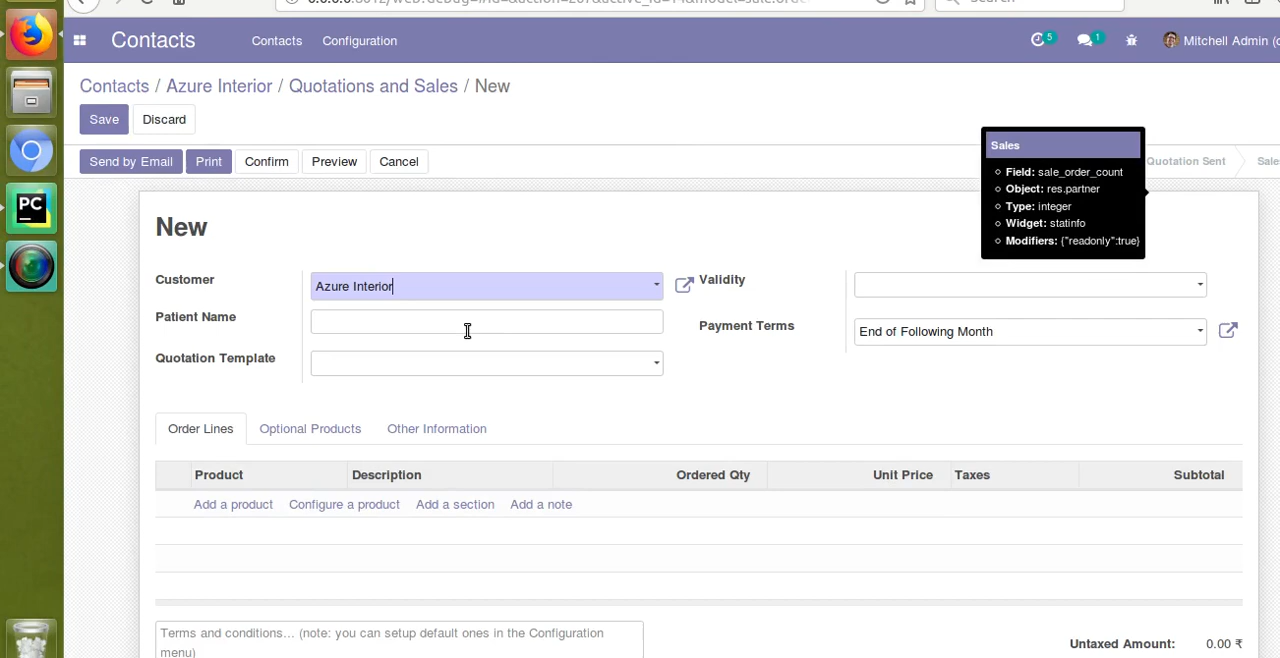 Contacts Contacts Configuration 5 1 Mitchell Admin (
Contacts / Azure Interior / Quotations and Sales / New
Save Discard
Send by Email Print Confirm Preview Cancel Quotation Sent Sale
Sales
Field: sale_order_count
Object: res.partner
Type: integer
Widget: statinfo
Modifiers: {"readonly":true}
New
Customer Azure Interior Validity
Patient Name Payment Terms End of Following Month
Quotation Template
Order Lines Optional Products Other Information
Product Description Ordered Qty Unit Price Taxes Subtotal
Add a product Configure a product Add a section Add a note
Terms and conditions... (note: you can setup default ones in the Configuration
menu)
Untaxed Amount: 0.00 ₹
PC